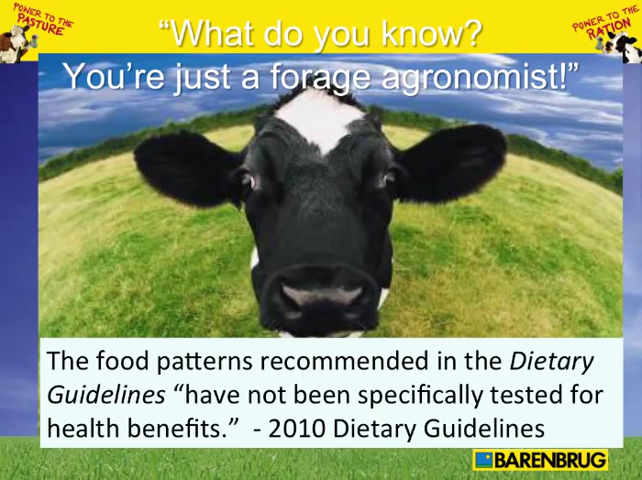 POWER TO THE
PASTURE
POWER TO THE
RATION
“What do you know?
You’re just a forage agronomist!”
The food patterns recommended in the Dietary
Guidelines “have not been specifically tested for
health benefits.” - 2010 Dietary Guidelines
BARENBRUG